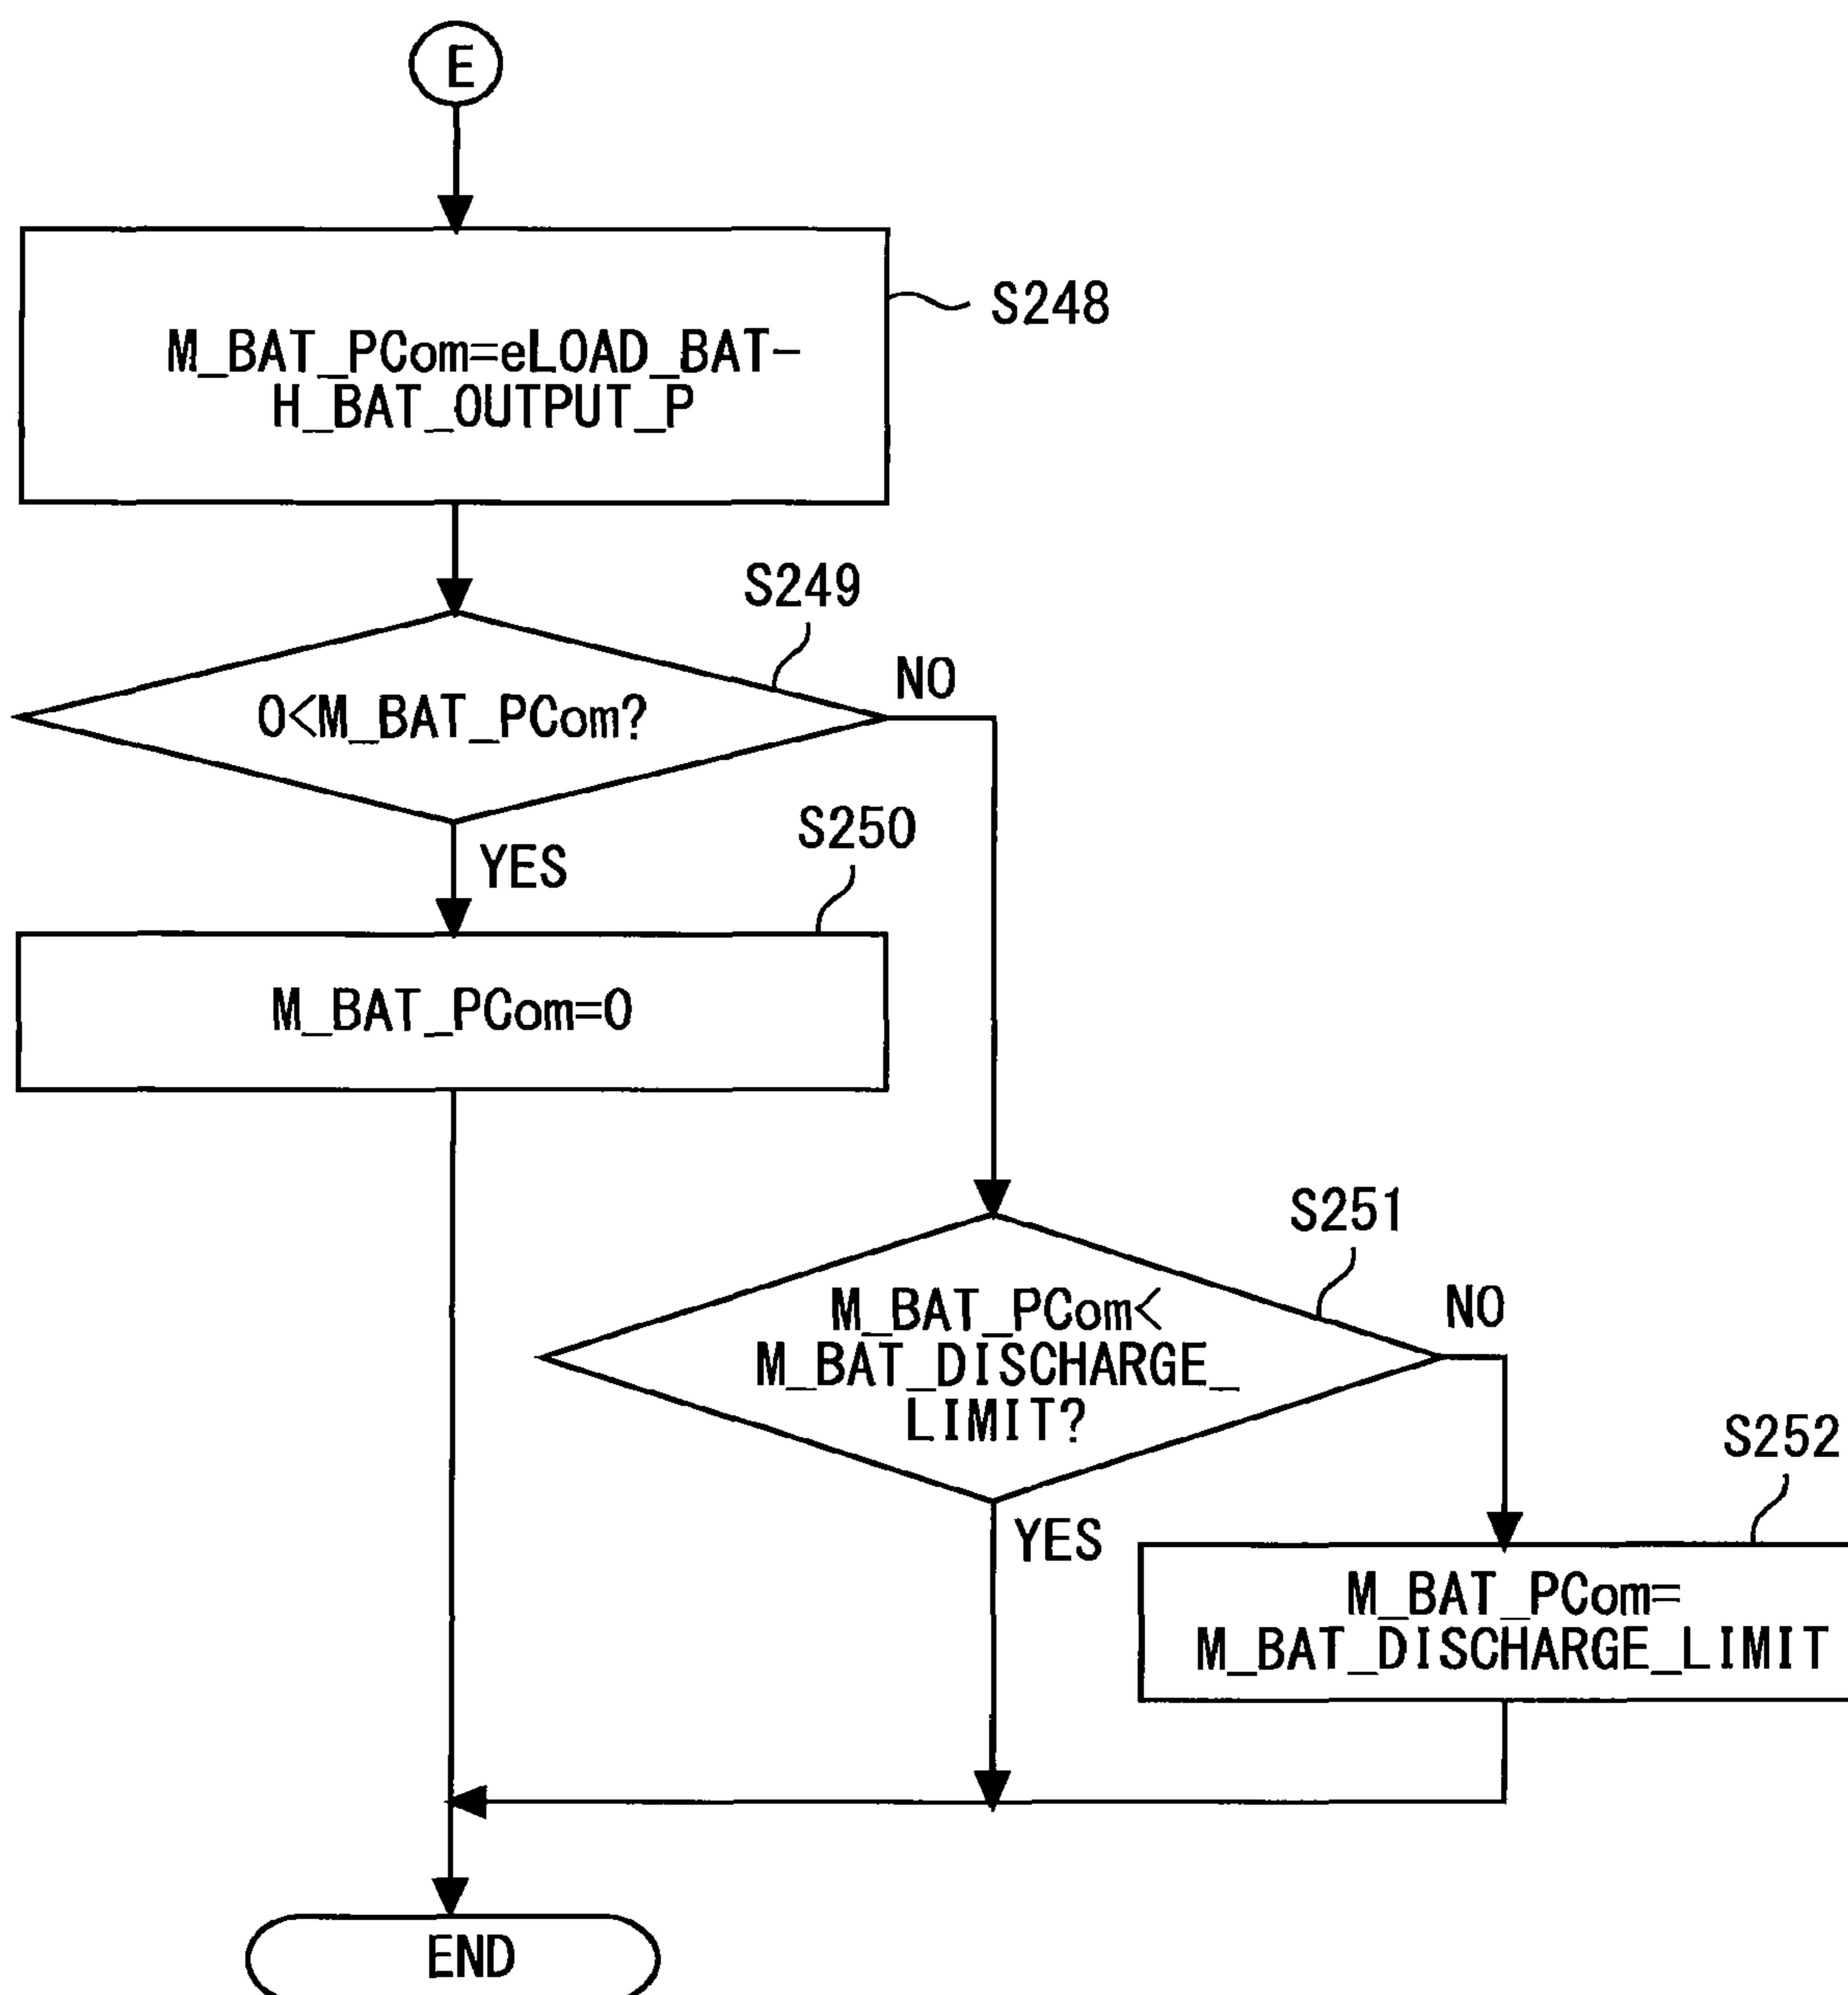 E
M_BAT_PCom=eLOAD_BAT-
H_BAT_OUTPUT_P
S248
S249
0<M_BAT_PCom?
NO
YES
S250
M_BAT_PCom=0
S251
M_BAT_PCom<
M_BAT_DISCHARGE_
LIMIT?
NO
YES
S252
M_BAT_PCom=
M_BAT_DISCHARGE_LIMIT
END